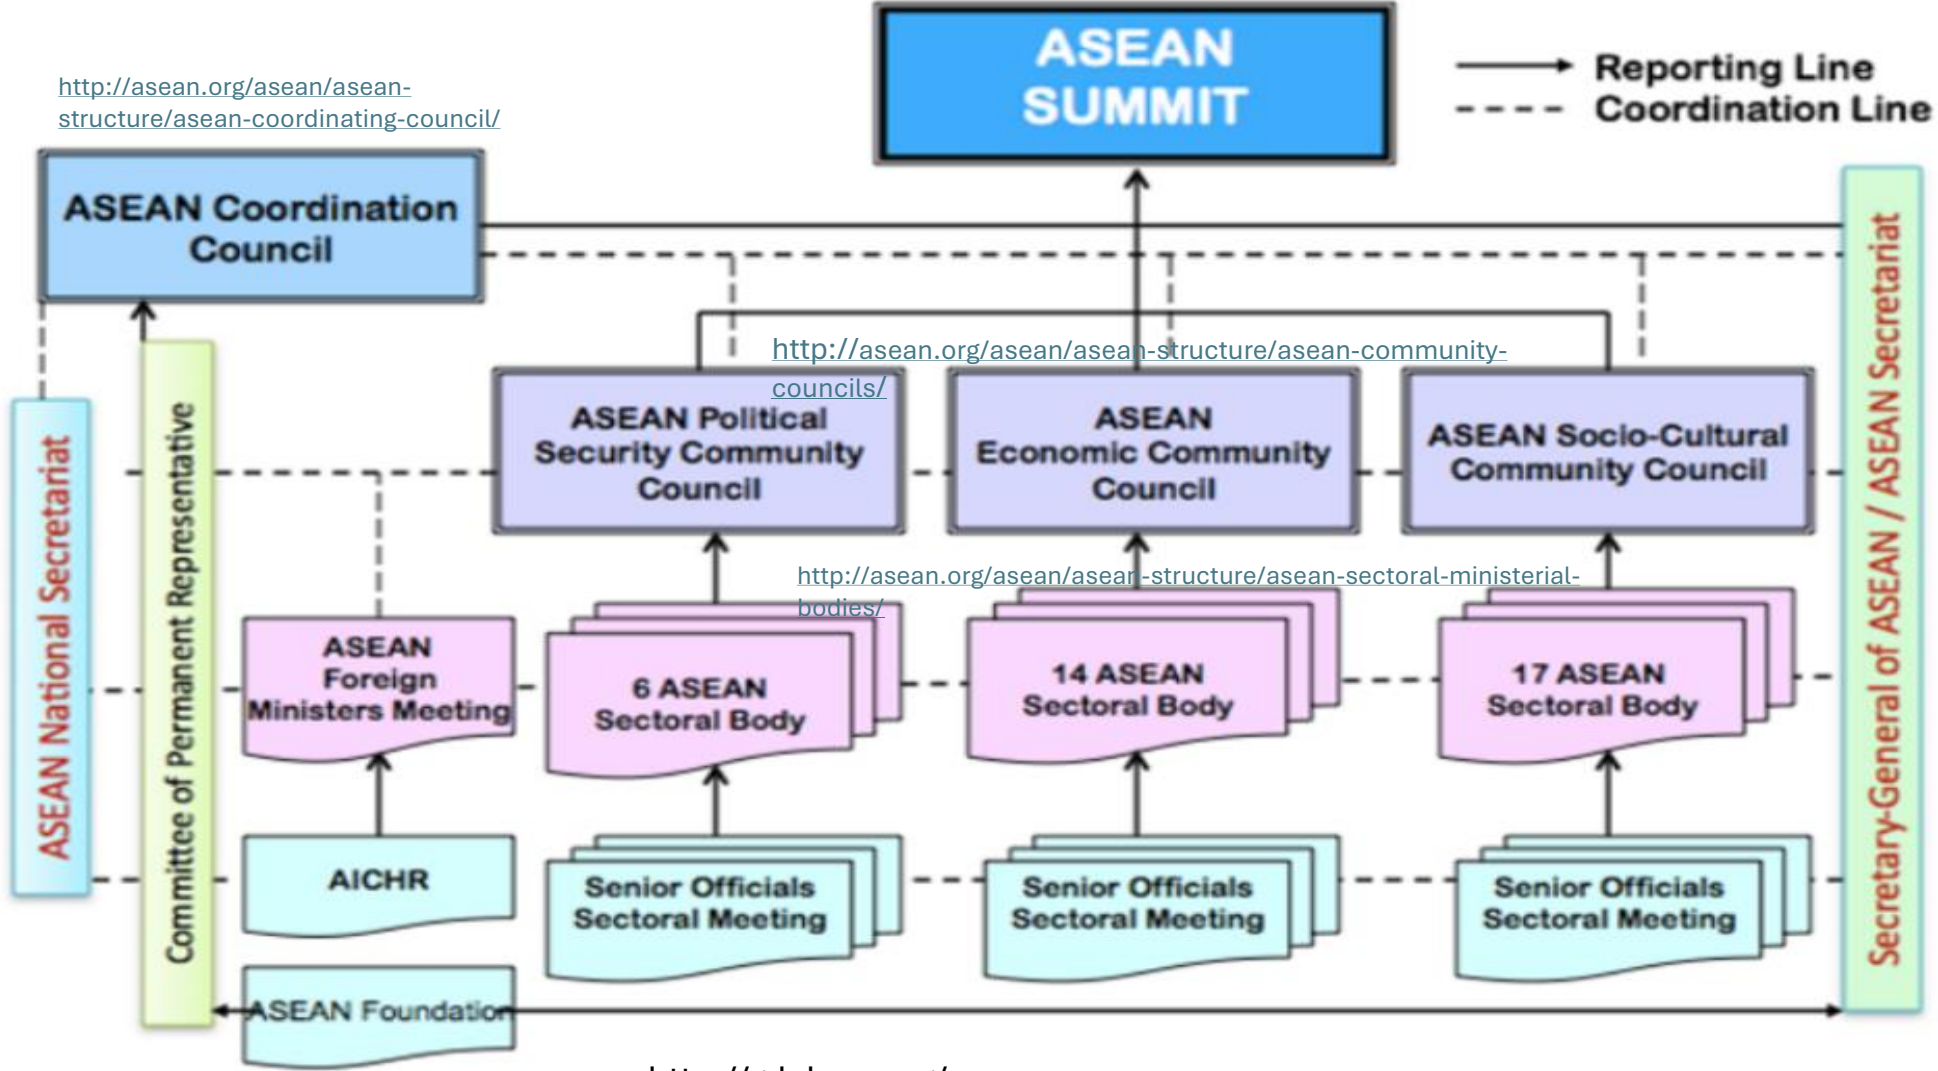 ASEAN
SUMMIT
Reporting Line
Coordination Line
http://asean.org/asean/asean-
structure/asean-coordinating-council/
ASEAN Coordination
Council
http://asean.org/asean/asean-structure/asean-community-
councils/
ASEAN National Secretariat
Committee of Permanent Representative
ASEAN Political
Security Community
Council
ASEAN
Economic Community
Council
ASEAN Socio-Cultural
Community Council
Secretary-General of ASEAN / ASEAN Secretariat
http://asean.org/asean/asean-structure/asean-sectoral-ministerial-
bodies/
ASEAN
Foreign
Ministers Meeting
6 ASEAN
Sectoral Body
14 ASEAN
Sectoral Body
17 ASEAN
Sectoral Body
AICHR
Senior Officials
Sectoral Meeting
Senior Officials
Sectoral Meeting
Senior Officials
Sectoral Meeting
ASEAN Foundation